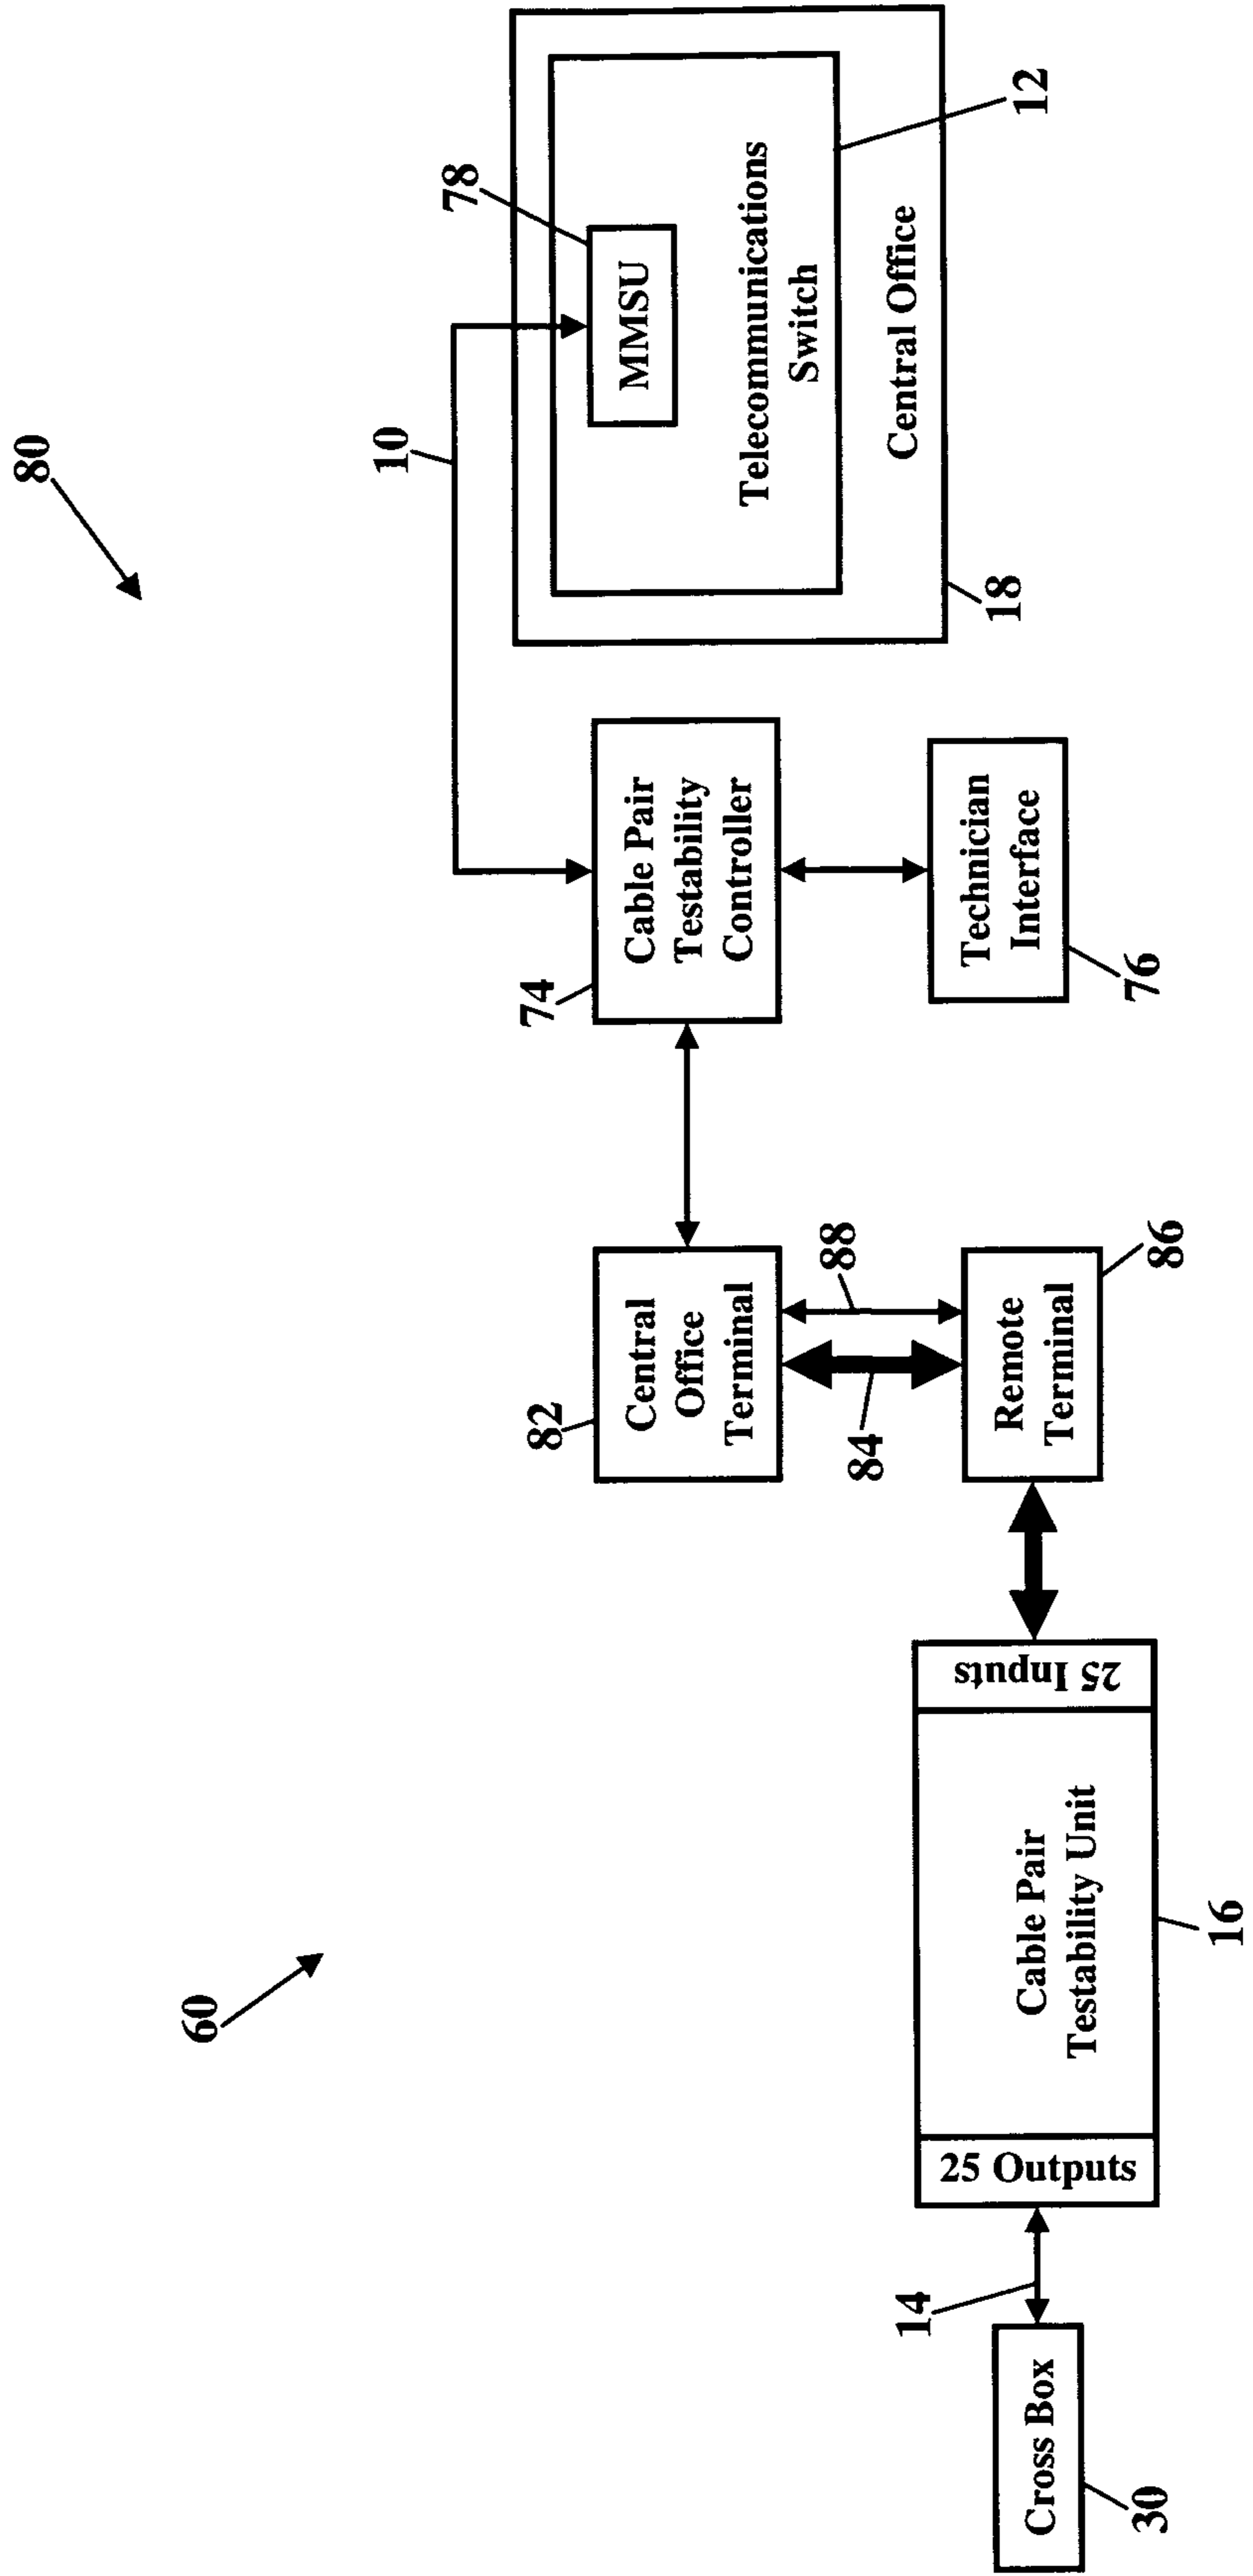 80
60
10
78
MMSU
Telecommunications
Switch
12
Central Office
18
74
Cable Pair
Testability
Controller
Technician
Interface
76
82
Central
Office
Terminal
88
84
Remote
Terminal
86
25 Inputs
Cable Pair
Testability Unit
25 Outputs
16
14
Cross Box
30